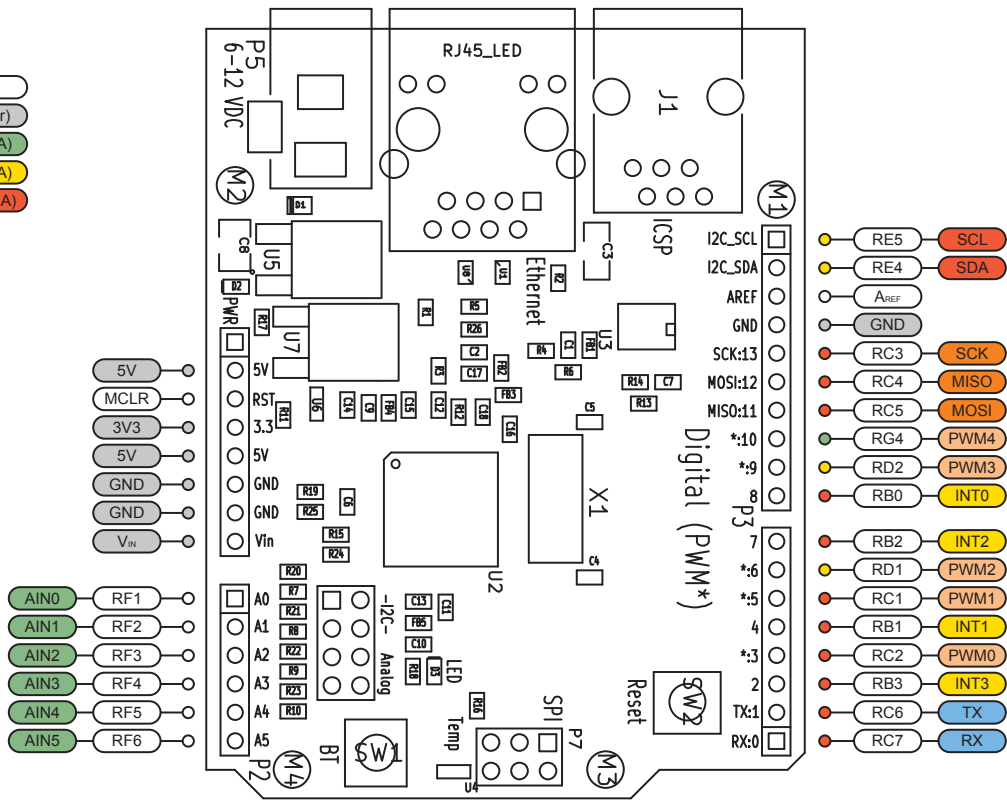 r)
A)
A)
A)
P5
6-12 VDC
RJ45_LED
J1
ICSP
M2
M1
D1
C8
U5
D2
PWR
R17
U7
U8
U1
Ethernet
R2
C3
R1
R5
R26
C2
C17
R3
FB2
FB3
R4
C1
FB1
R6
U3
R14
C7
R13
R11
U6
C14
C9
FB4
C15
C12
R12
C18
C16
C5
X1
C4
Digital (PWM*)
P3
R19
R25
C6
R15
R24
U2
R20
R7
R21
R8
R22
R9
R23
R10
-I2C-
Analog
C13
C11
FB5
C10
R18
D3
LED
R16
Temp
U4
SPI
P7
Reset
SW2
SW1
BT
P2
M4
M3
5V
RST
3.3
5V
GND
GND
Vin
A0
A1
A2
A3
A4
A5
5V
MCLR
3V3
5V
GND
GND
VIN
AIN0 RF1
AIN1 RF2
AIN2 RF3
AIN3 RF4
AIN4 RF5
AIN5 RF6
I2C_SCL RE5 SCL
I2C_SDA RE4 SDA
AREF AREF
GND GND
SCK:13 RC3 SCK
MOSI:12 RC4 MISO
MISO:11 RC5 MOSI
*:10 RG4 PWM4
*:9 RD2 PWM3
8 RB0 INT0
7 RB2 INT2
*:6 RD1 PWM2
*:5 RC1 PWM1
4 RB1 INT1
*:3 RC2 PWM0
2 RB3 INT3
TX:1 RC6 TX
RX:0 RC7 RX